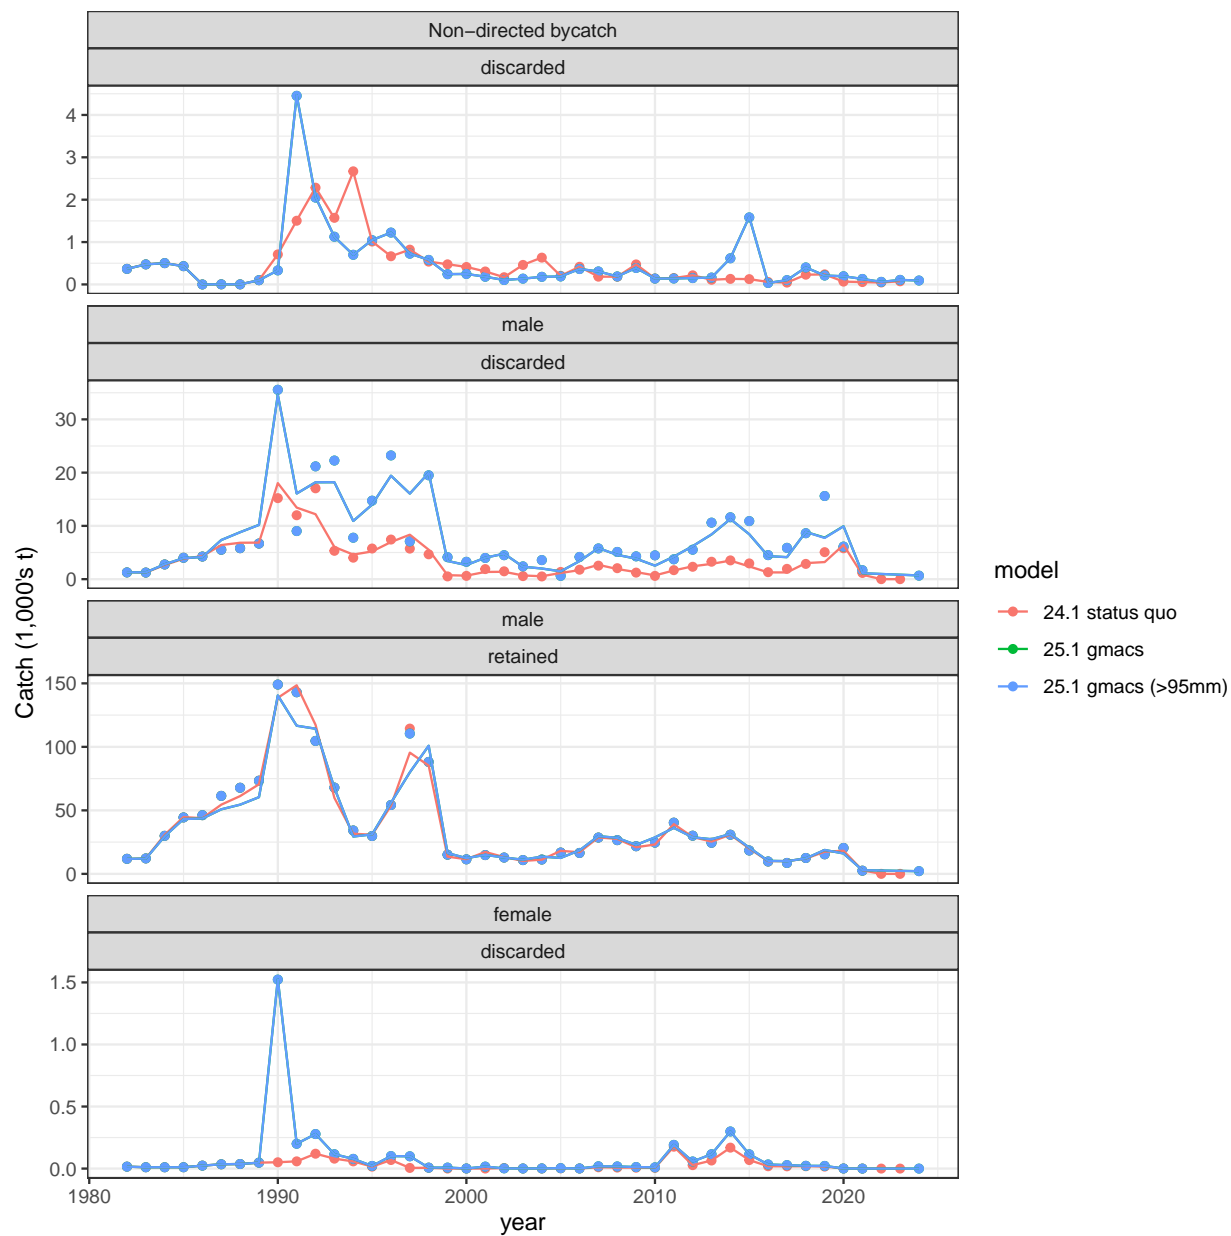 Non−directed bycatch
discarded
4
3
2
1
0
male
discarded
30
20
10
0
male
retained
150
100
50
0
female
discarded
1.5
1.0
0.5
0.0
1980 1990 2000 2010 2020
year
Catch (1,000's t)
model
24.1 status quo
25.1 gmacs
25.1 gmacs (>95mm)